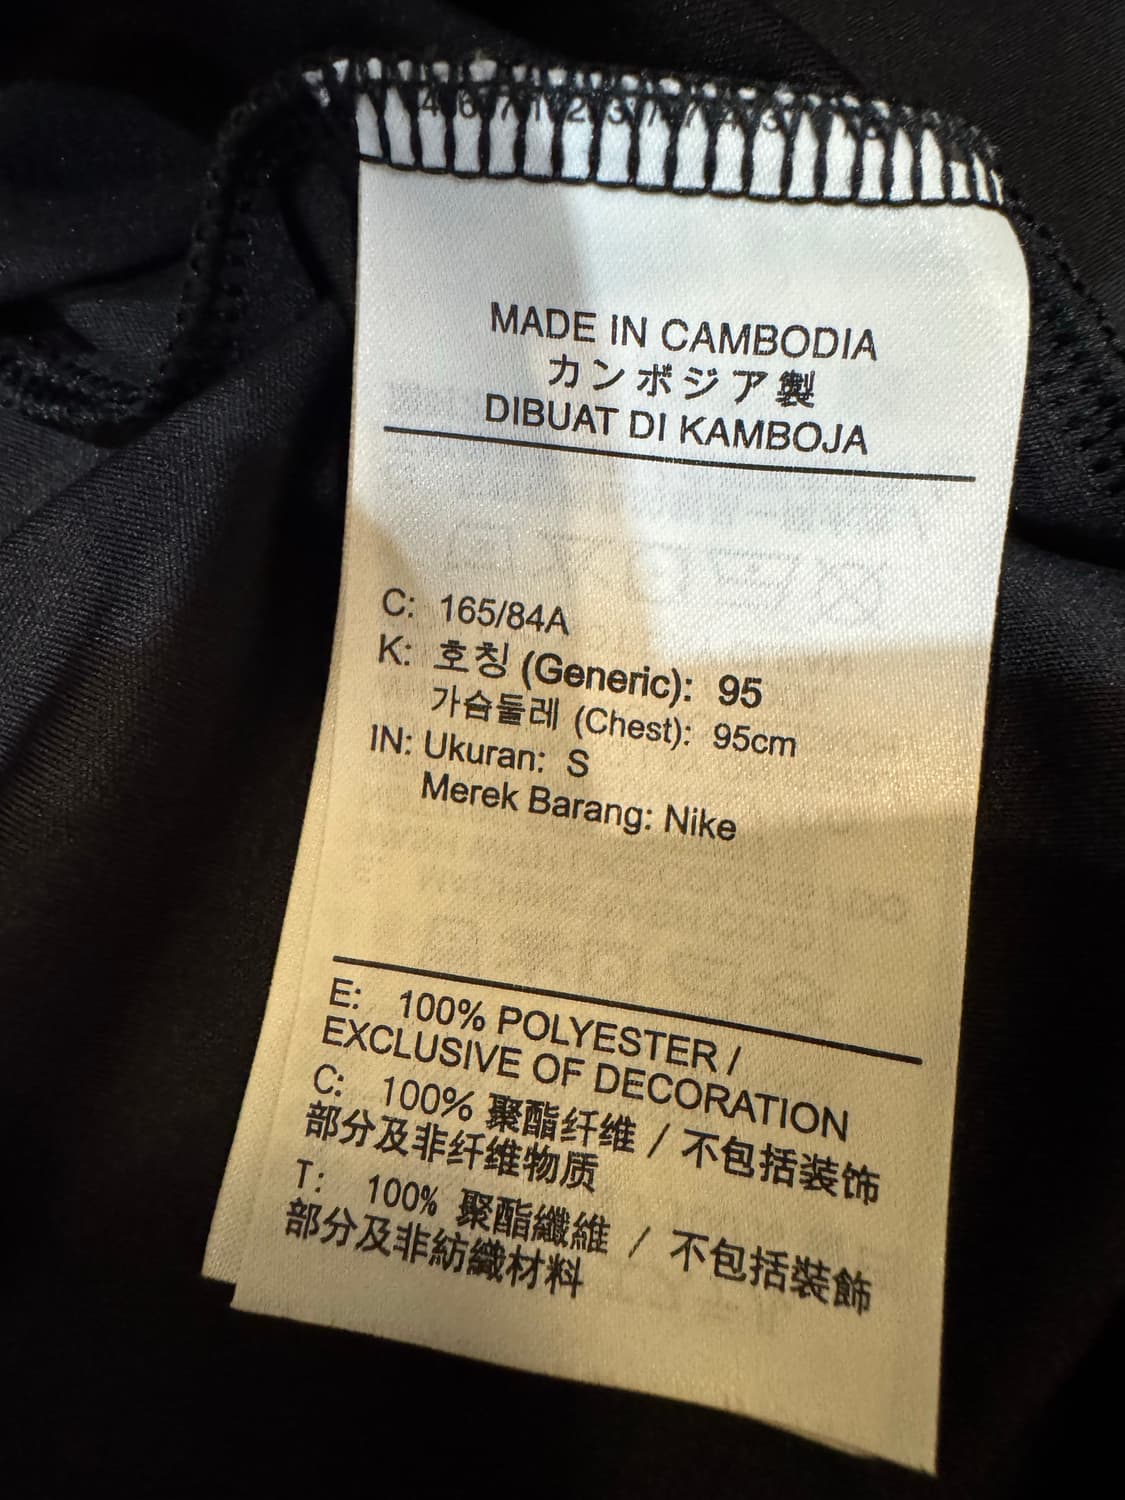 MADE IN CAMBODIA
カンボジア製
DIBUAT DI KAMBOJA
C: 165/84A
K: 호칭 (Generic): 95
가슴둘레 (Chest): 95cm
IN: Ukuran: S
Merek Barang: Nike
E: 100% POLYESTER /
EXCLUSIVE OF DECORATION
C: 100% 聚酯纤维 / 不包括装饰
部分及非纤维物质
T: 100% 聚酯纖維 / 不包括裝飾
部分及非紡織材料